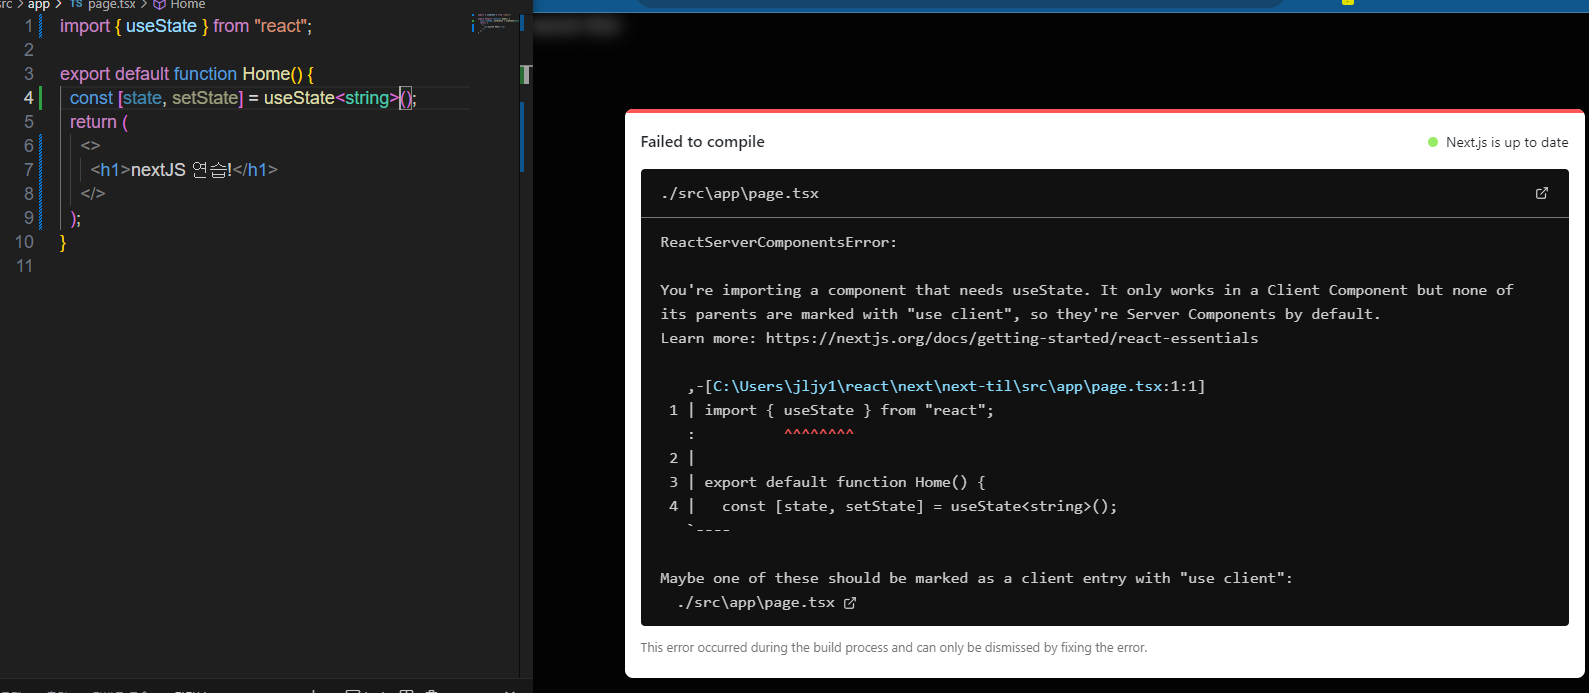 app > TS page.tsx > Home
1 import { useState } from "react";
2
3 export default function Home() {
4 const [state, setState] = useState<string>();
5 return (
6 <>
7 <h1>nextJS 연습!</h1>
8 </>
9 );
10 }
11
Failed to compile
Next.js is up to date
./src\app\page.tsx
ReactServerComponentsError:
You're importing a component that needs useState. It only works in a Client Component but none of
its parents are marked with "use client", so they're Server Components by default.
Learn more: https://nextjs.org/docs/getting-started/react-essentials
,-[C:\Users\jljy1\react\next\next-til\src\app\page.tsx:1:1]
1 | import { useState } from "react";
: ^^^^^^^^
2 |
3 | export default function Home() {
4 | const [state, setState] = useState<string>();
`----
Maybe one of these should be marked as a client entry with "use client":
./src\app\page.tsx
This error occurred during the build process and can only be dismissed by fixing the error.